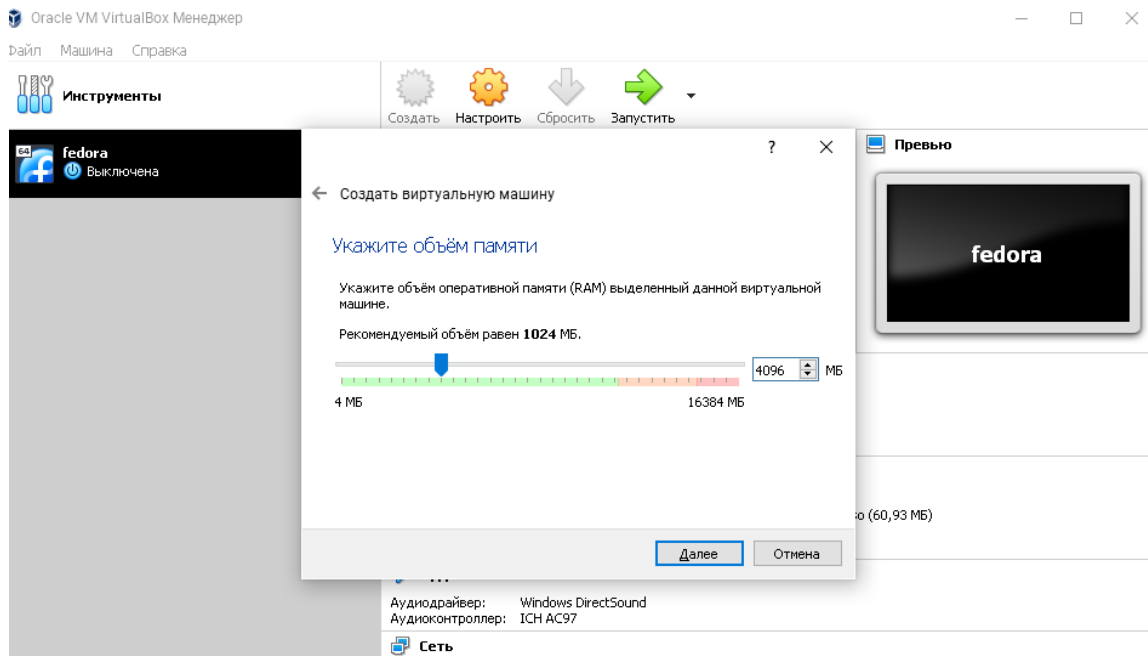 Oracle VM VirtualBox Менеджер
Файл Машина Справка
Инструменты
Создать Настроить Сбросить Запустить
64
fedora
Выключена
? 
Создать виртуальную машину
Укажите объём памяти
Укажите объём оперативной памяти (RAM) выделенный данной виртуальной
машине.
Рекомендуемый объём равен 1024 МБ.
4096 МБ
4 МБ 16384 МБ
Далее Отмена
Превью
fedora
(60,93 МБ)
Аудиодрайвер: Windows DirectSound
Аудиоконтроллер: ICH AC97
Сеть